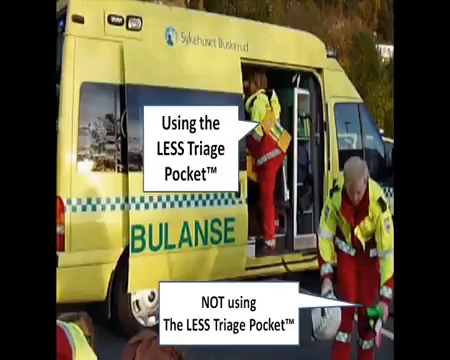 Sykehuset Buskerud
Using the
LESS Triage
Pocket™
BULANSE
NOT using
The LESS Triage Pocket™